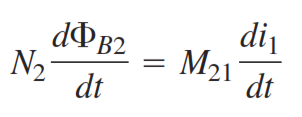 N₂ dΦ_B2/dt = M₂₁ di₁/dt